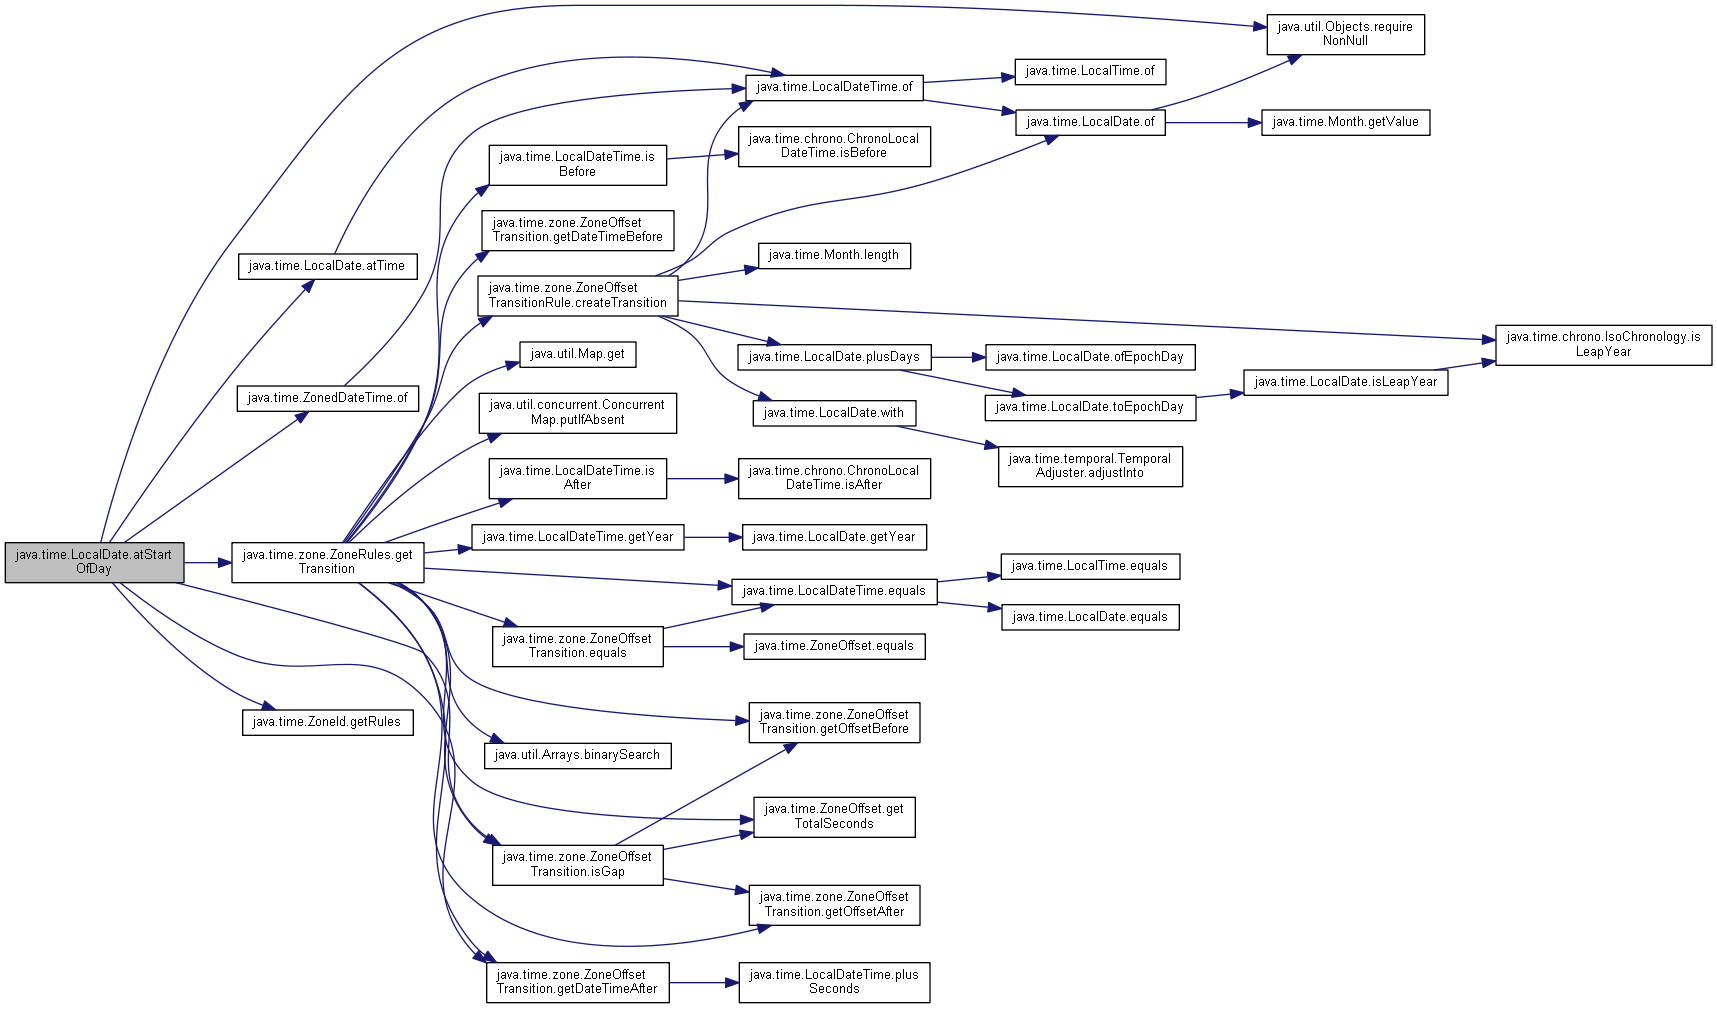 java.util.Objects.require
NonNull
java.time.LocalTime.of
java.time.LocalDateTime.of
java.time.LocalDate.of
java.time.Month.getValue
java.time.chrono.ChronoLocal
DateTime.isBefore
java.time.LocalDateTime.is
Before
java.time.zone.ZoneOffset
Transition.getDateTimeBefore
java.time.Month.length
java.time.LocalDate.atTime
java.time.zone.ZoneOffset
TransitionRule.createTransition
java.time.chrono.IsoChronology.is
LeapYear
java.util.Map.get
java.time.LocalDate.plusDays
java.time.LocalDate.ofEpochDay
java.time.LocalDate.isLeapYear
java.time.ZonedDateTime.of
java.util.concurrent.Concurrent
Map.putIfAbsent
java.time.LocalDate.with
java.time.LocalDate.toEpochDay
java.time.temporal.Temporal
Adjuster.adjustInto
java.time.LocalDateTime.is
After
java.time.chrono.ChronoLocal
DateTime.isAfter
java.time.LocalDateTime.getYear
java.time.LocalDate.getYear
java.time.LocalDate.atStart
OfDay
java.time.zone.ZoneRules.get
Transition
java.time.LocalTime.equals
java.time.LocalDateTime.equals
java.time.LocalDate.equals
java.time.zone.ZoneOffset
Transition.equals
java.time.ZoneOffset.equals
java.time.ZoneId.getRules
java.time.zone.ZoneOffset
Transition.getOffsetBefore
java.util.Arrays.binarySearch
java.time.ZoneOffset.get
TotalSeconds
java.time.zone.ZoneOffset
Transition.isGap
java.time.zone.ZoneOffset
Transition.getOffsetAfter
java.time.zone.ZoneOffset
Transition.getDateTimeAfter
java.time.LocalDateTime.plus
Seconds